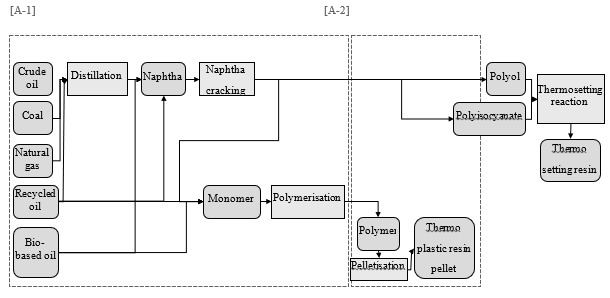 [A-1]
[A-2]
Crude
oil
Distillation
Naphtha
Naphtha
cracking
Polyol
Thermosetting
reaction
Coal
Polyisocyanate
Natural
gas
Thermo
setting resin
Recycled
oil
Monomer
Polymerisation
Bio-
based oil
Polymer
Thermo
plastic resin
pellet
Pelletisation